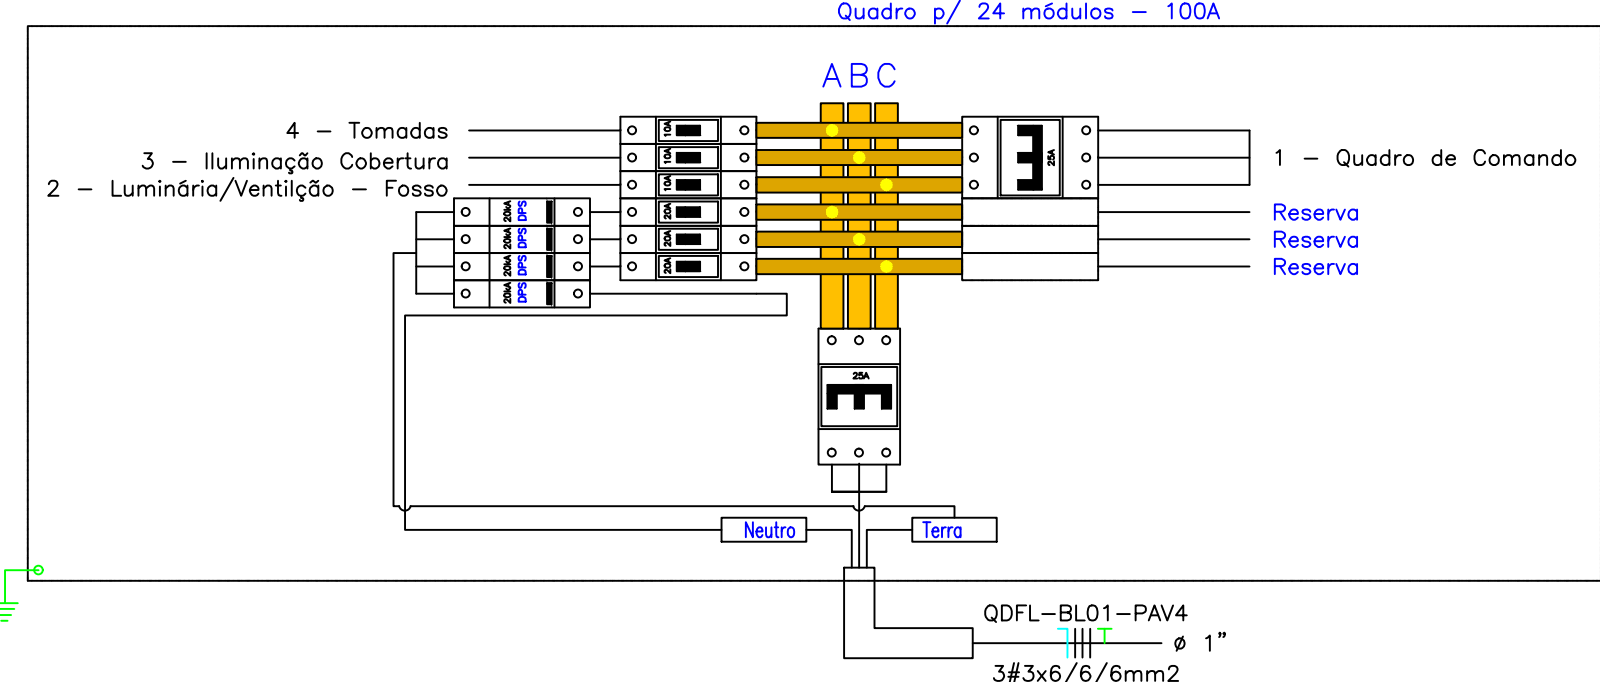 Quadro p/ 24 módulos - 100A
A B C
4 - Tomadas
3 - Iluminação Cobertura
2 - Luminária/Ventilção - Fosso
10A
10A
10A
20A
20A
20A
20kA DPS
20kA DPS
20kA DPS
20kA DPS
25A
1 - Quadro de Comando
Reserva
Reserva
Reserva
25A
Neutro
Terra
QDFL-BL01-PAV4
ø 1”
3#3x6/6/6mm2